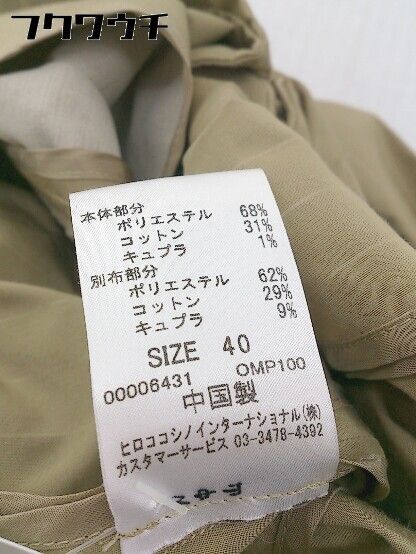 フクワウチ
本体部分
ポリエステル 68%
コットン 31%
キュプラ 1%
別布部分
ポリエステル 62%
コットン 29%
キュプラ 9%
SIZE 40
00006431 OMP100
中国製
ヒロココシノインターナショナル(株)
カスタマーサービス 03-3478-4392